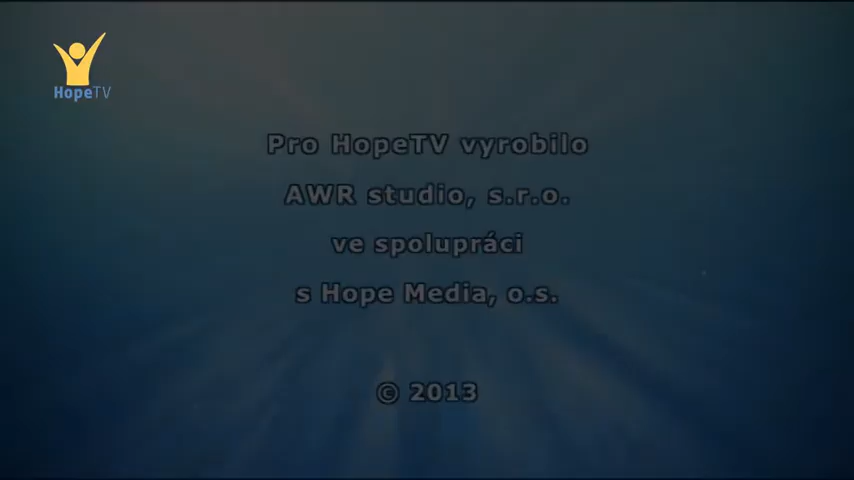 HopeTV
Pro HopeTV vyrobilo
AWR studio, s.r.o.
ve spolupráci
s Hope Media, o.s.
© 2013